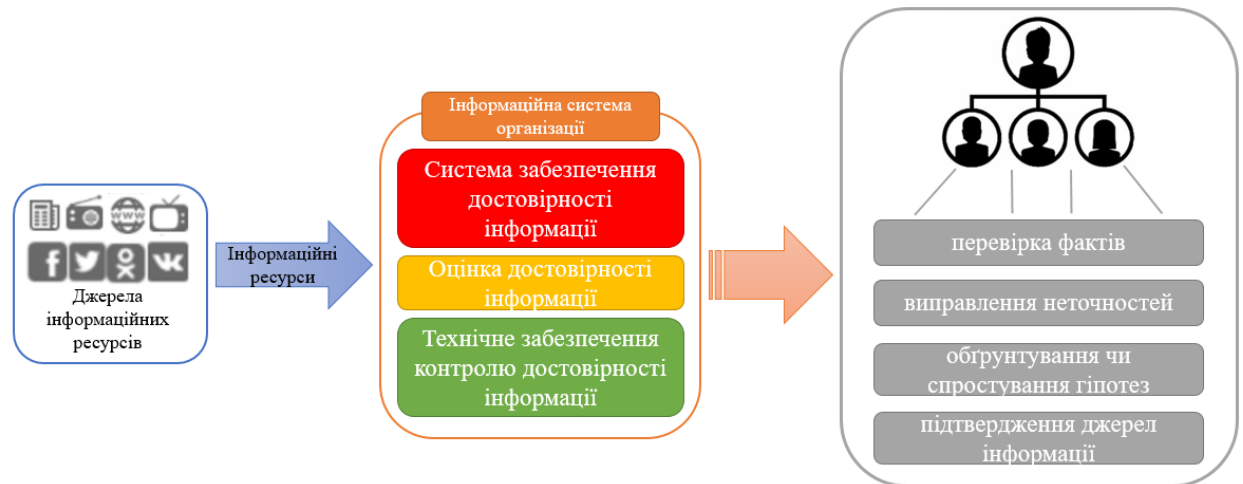 www
Джерела
інформаційних
ресурсів
Інформаційні
ресурси
Інформаційна система
організації
Система забезпечення
достовірності
інформації
Оцінка достовірності
інформації
Технічне забезпечення
контролю достовірності
інформації
перевірка фактів
виправлення неточностей
обґрунтування чи
спростування гіпотез
підтвердження джерел
інформації